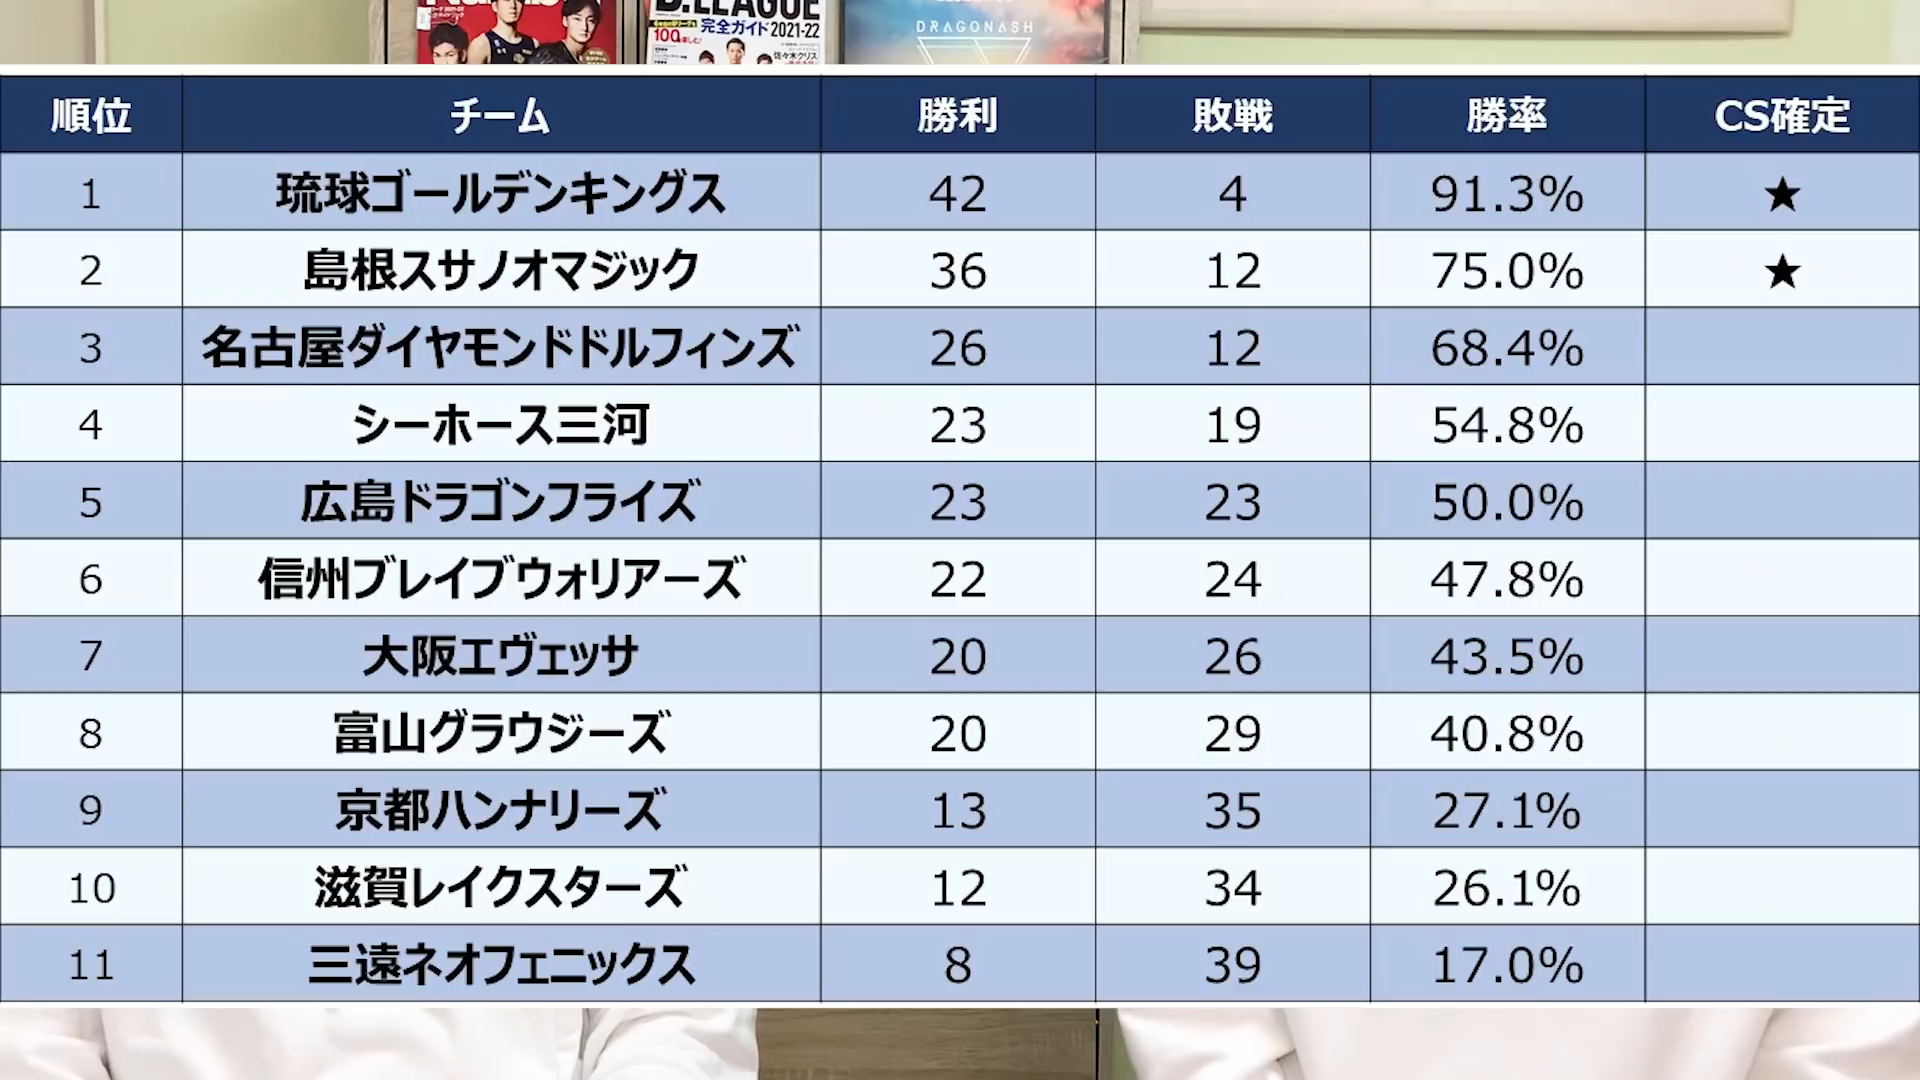 B.LEAGUE
完全ガイド2021-22
佐々木クリス
DRAGONASH
順位 チーム 勝利 敗戦 勝率 CS確定
1 琉球ゴールデンキングス 42 4 91.3% ★
2 島根スサノオマジック 36 12 75.0% ★
3 名古屋ダイヤモンドドルフィンズ 26 12 68.4%
4 シーホース三河 23 19 54.8%
5 広島ドラゴンフライズ 23 23 50.0%
6 信州ブレイブウォリアーズ 22 24 47.8%
7 大阪エヴェッサ 20 26 43.5%
8 富山グラウジーズ 20 29 40.8%
9 京都ハンナリーズ 13 35 27.1%
10 滋賀レイクスターズ 12 34 26.1%
11 三遠ネオフェニックス 8 39 17.0%